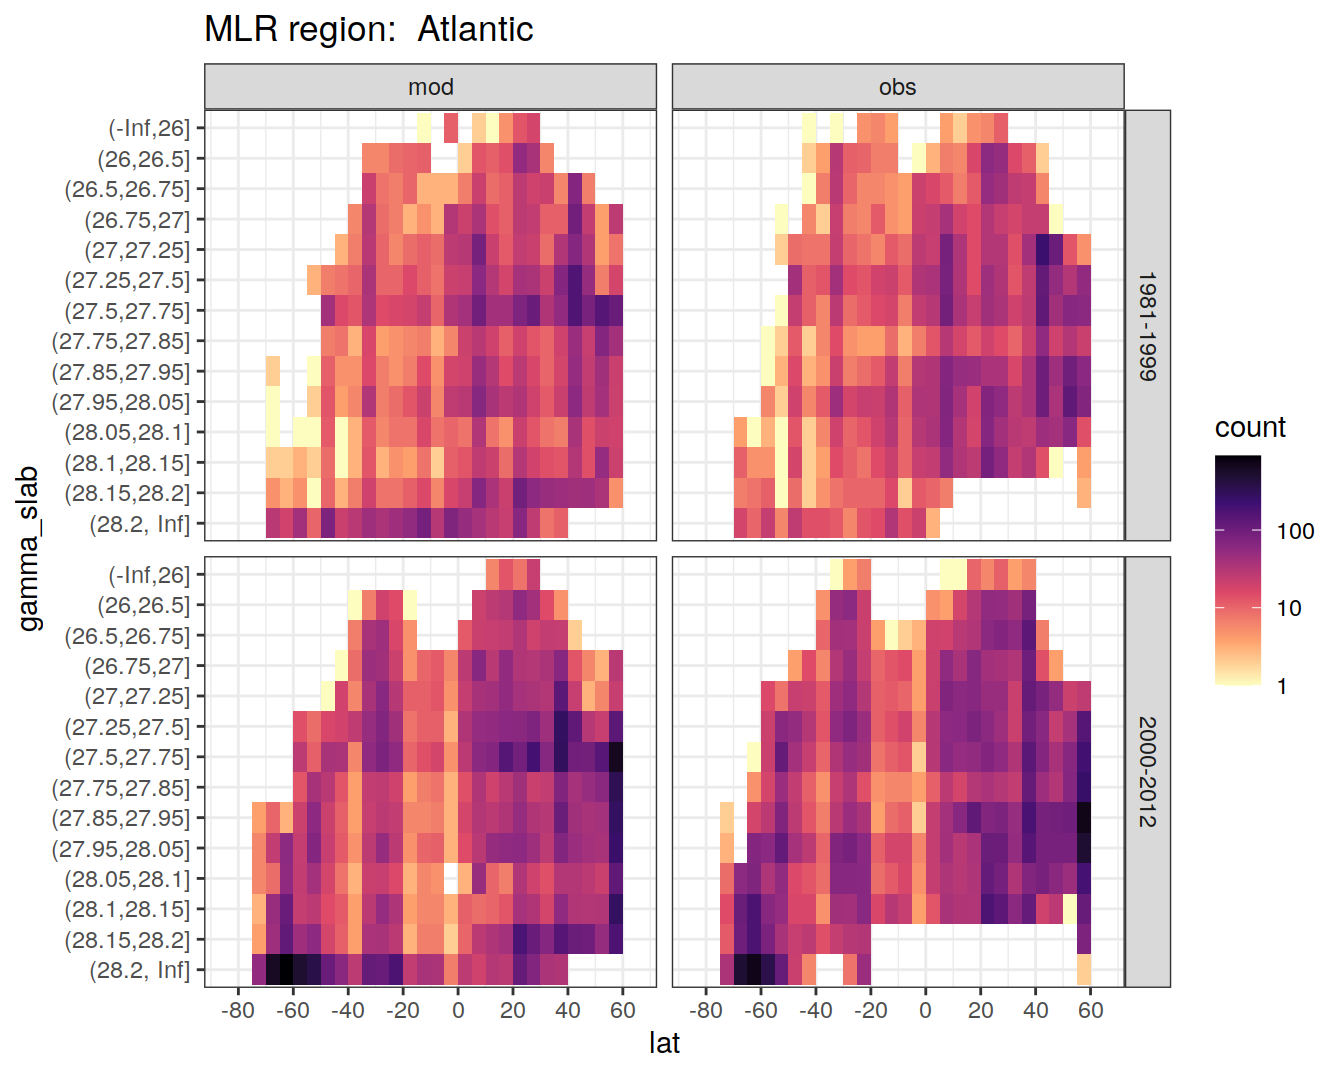 MLR region:  Atlantic
mod
obs
(-Inf,26]
(26,26.5]
(26.5,26.75]
(26.75,27]
(27,27.25]
(27.25,27.5]
(27.5,27.75]
(27.75,27.85]
(27.85,27.95]
(27.95,28.05]
(28.05,28.1]
(28.1,28.15]
(28.15,28.2]
(28.2, Inf]
1981-1999
(-Inf,26]
(26,26.5]
(26.5,26.75]
(26.75,27]
(27,27.25]
(27.25,27.5]
(27.5,27.75]
(27.75,27.85]
(27.85,27.95]
(27.95,28.05]
(28.05,28.1]
(28.1,28.15]
(28.15,28.2]
(28.2, Inf]
2000-2012
gamma_slab
-80 -60 -40 -20 0 20 40 60
-80 -60 -40 -20 0 20 40 60
lat
count
100
10
1